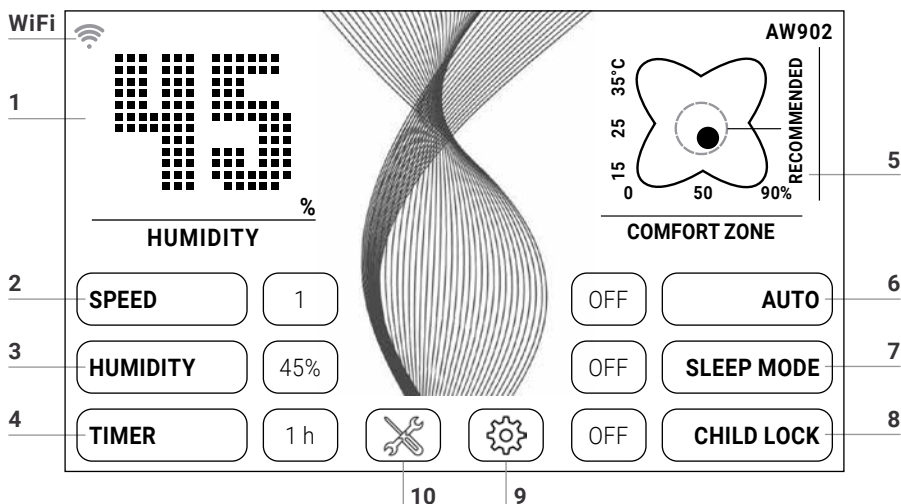 WiFi
AW902
1
45
%
HUMIDITY
35°C
25
15
0 50 90%
RECOMMENDED
5
COMFORT ZONE
2 SPEED 1 OFF AUTO 6
3 HUMIDITY 45% OFF SLEEP MODE 7
4 TIMER 1 h OFF CHILD LOCK 8
10 9